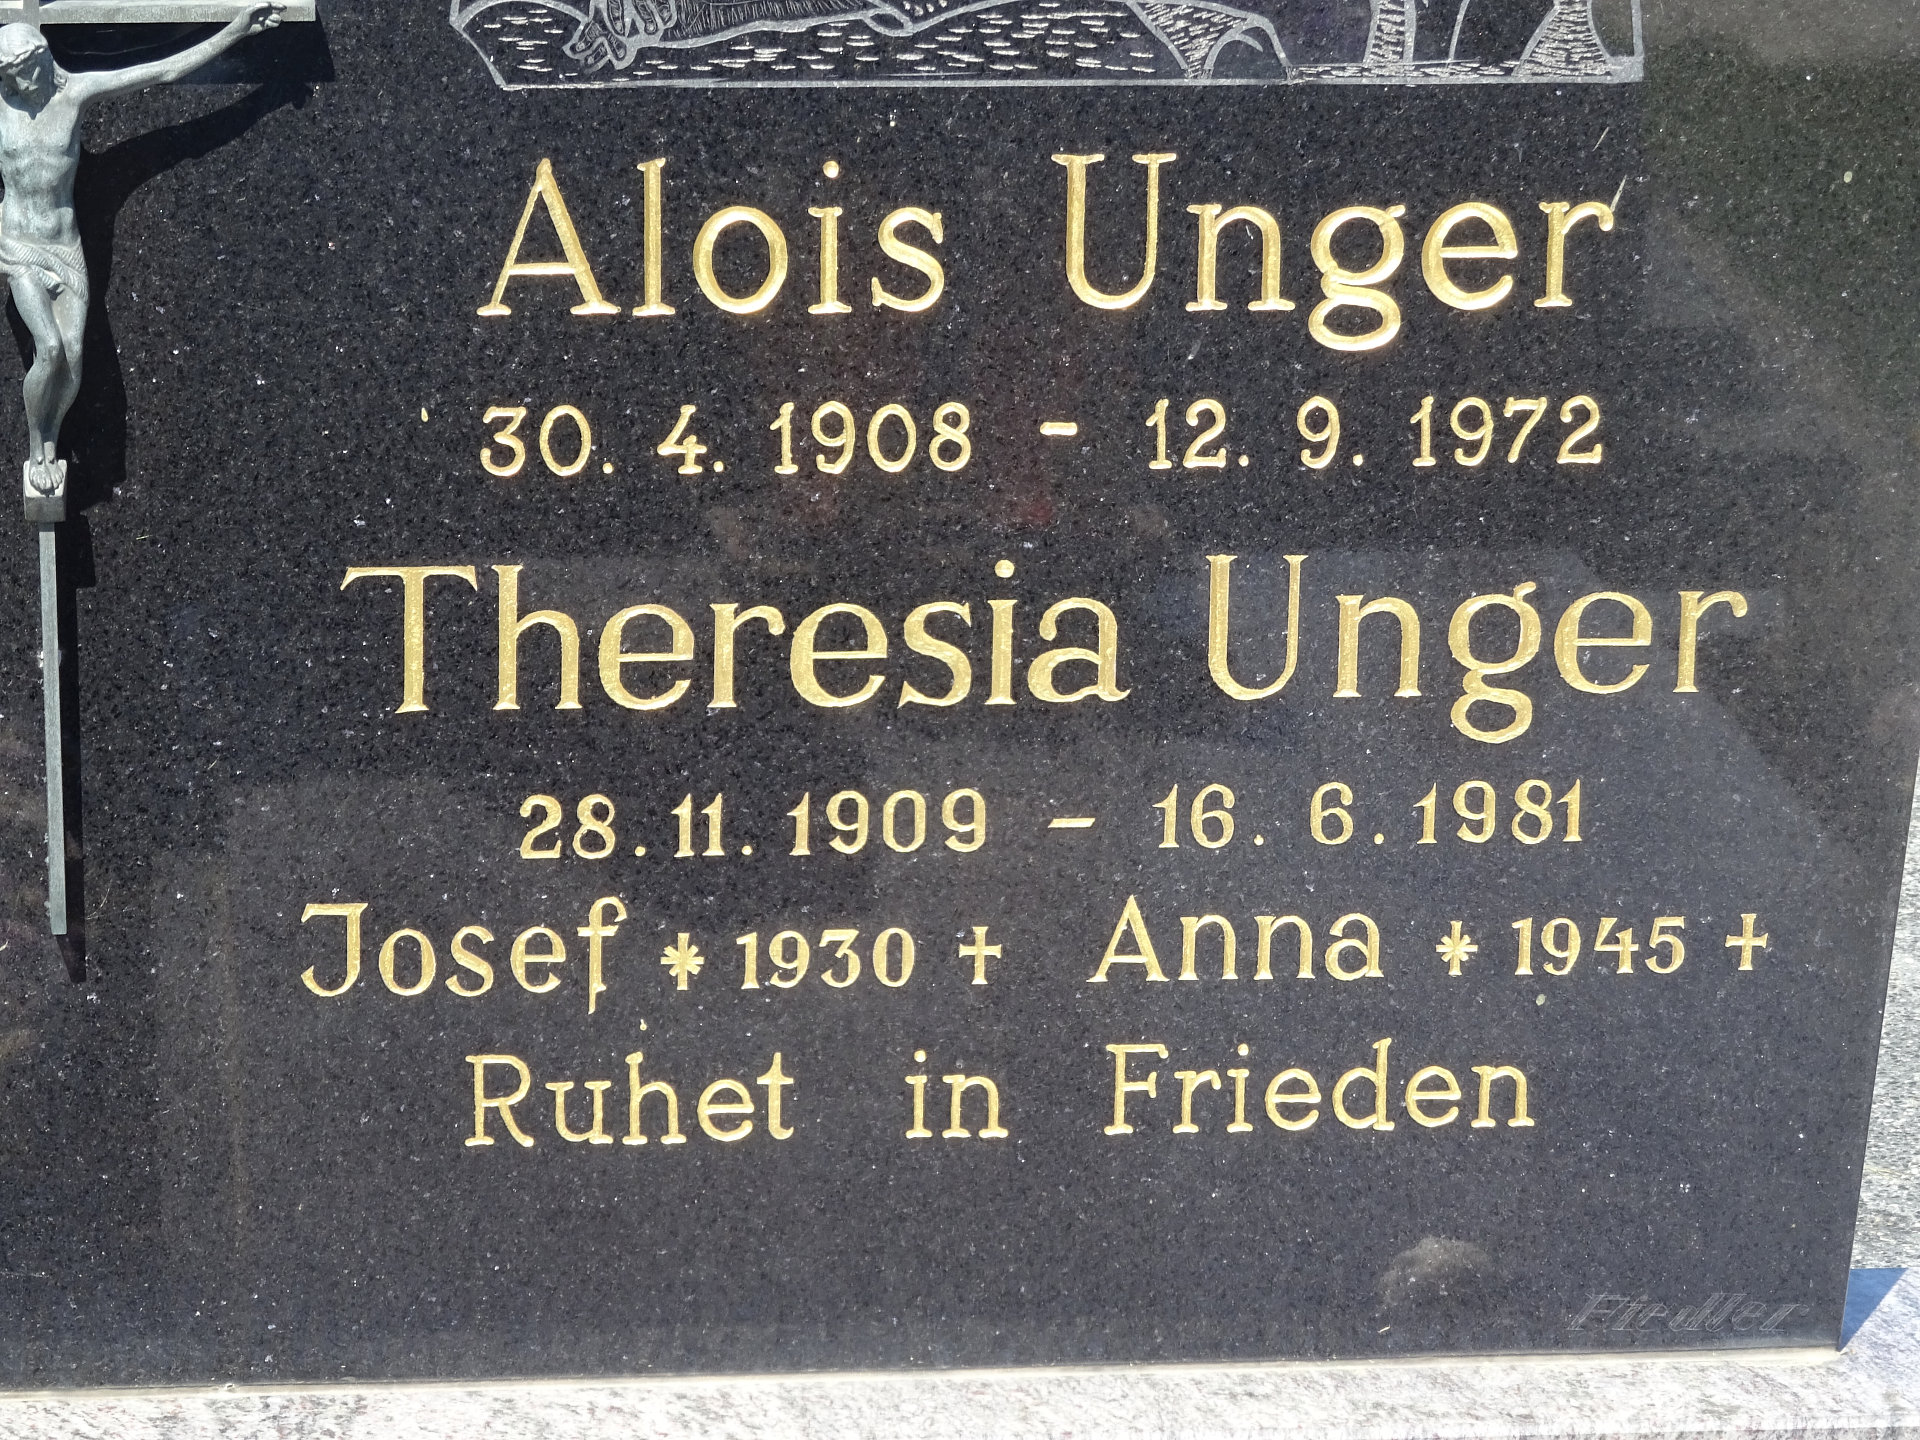 Alois Unger
30. 4. 1908 - 12. 9. 1972
Theresia Unger
28. 11. 1909 - 16. 6. 1981
Josef * 1930 † Anna * 1945 †
Ruhet in Frieden
Fiedler